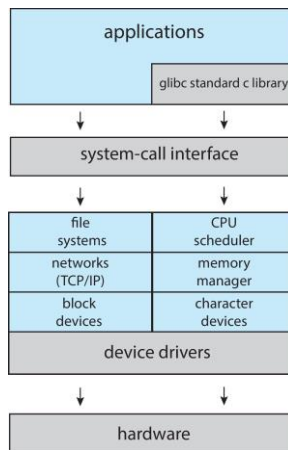 applications
glibc standard c library
system-call interface
file
systems
CPU
scheduler
networks
(TCP/IP)
memory
manager
block
devices
character
devices
device drivers
hardware